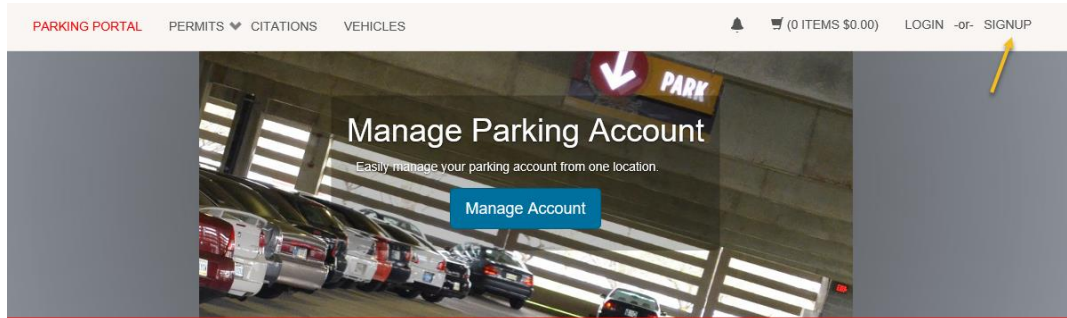 PARKING PORTAL PERMITS CITATIONS VEHICLES (0 ITEMS $0.00) LOGIN -or- SIGNUP
PARK
Manage Parking Account
Easily manage your parking account from one location.
Manage Account